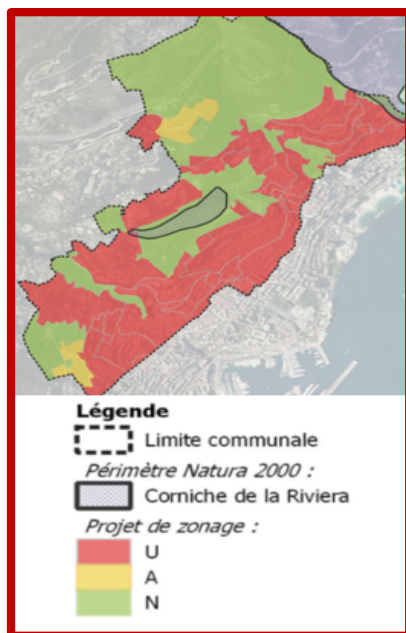 Légende
Limite communale
Périmètre Natura 2000 :
Corniche de la Riviera
Projet de zonage :
U
A
N